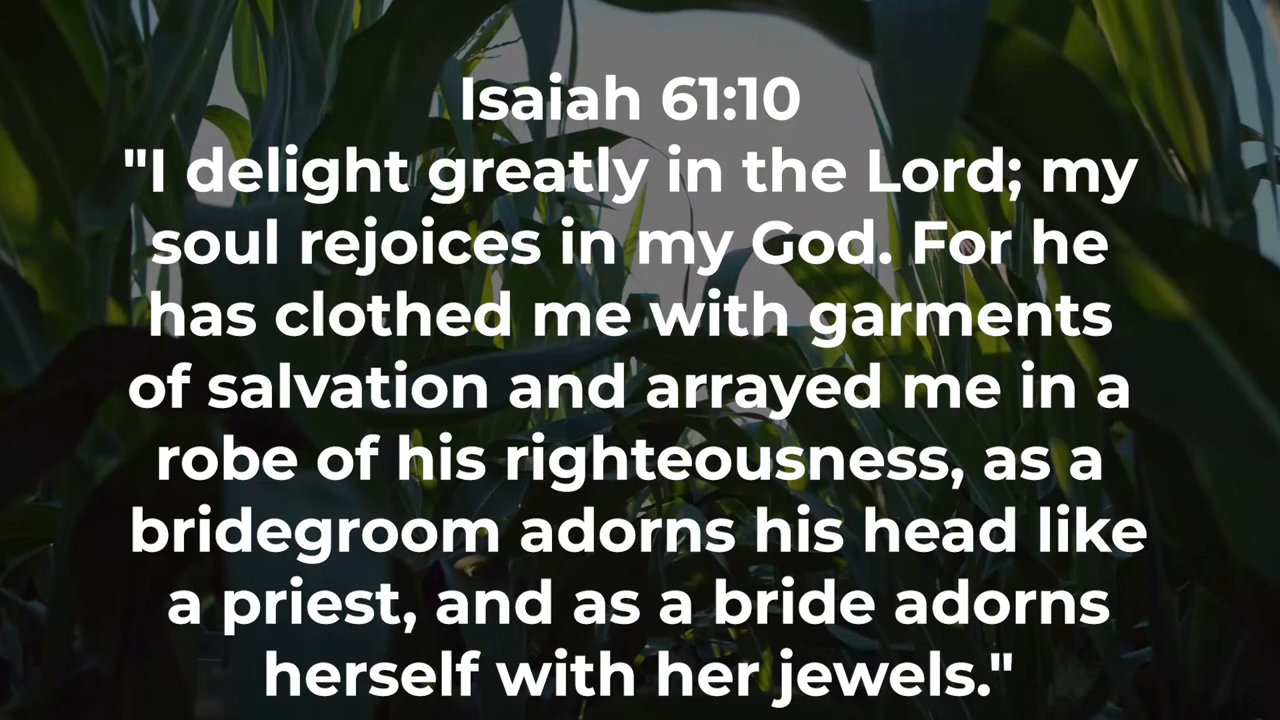 Isaiah 61:10
"I delight greatly in the Lord; my
soul rejoices in my God. For he
has clothed me with garments
of salvation and arrayed me in a
robe of his righteousness, as a
bridegroom adorns his head like
a priest, and as a bride adorns
herself with her jewels."